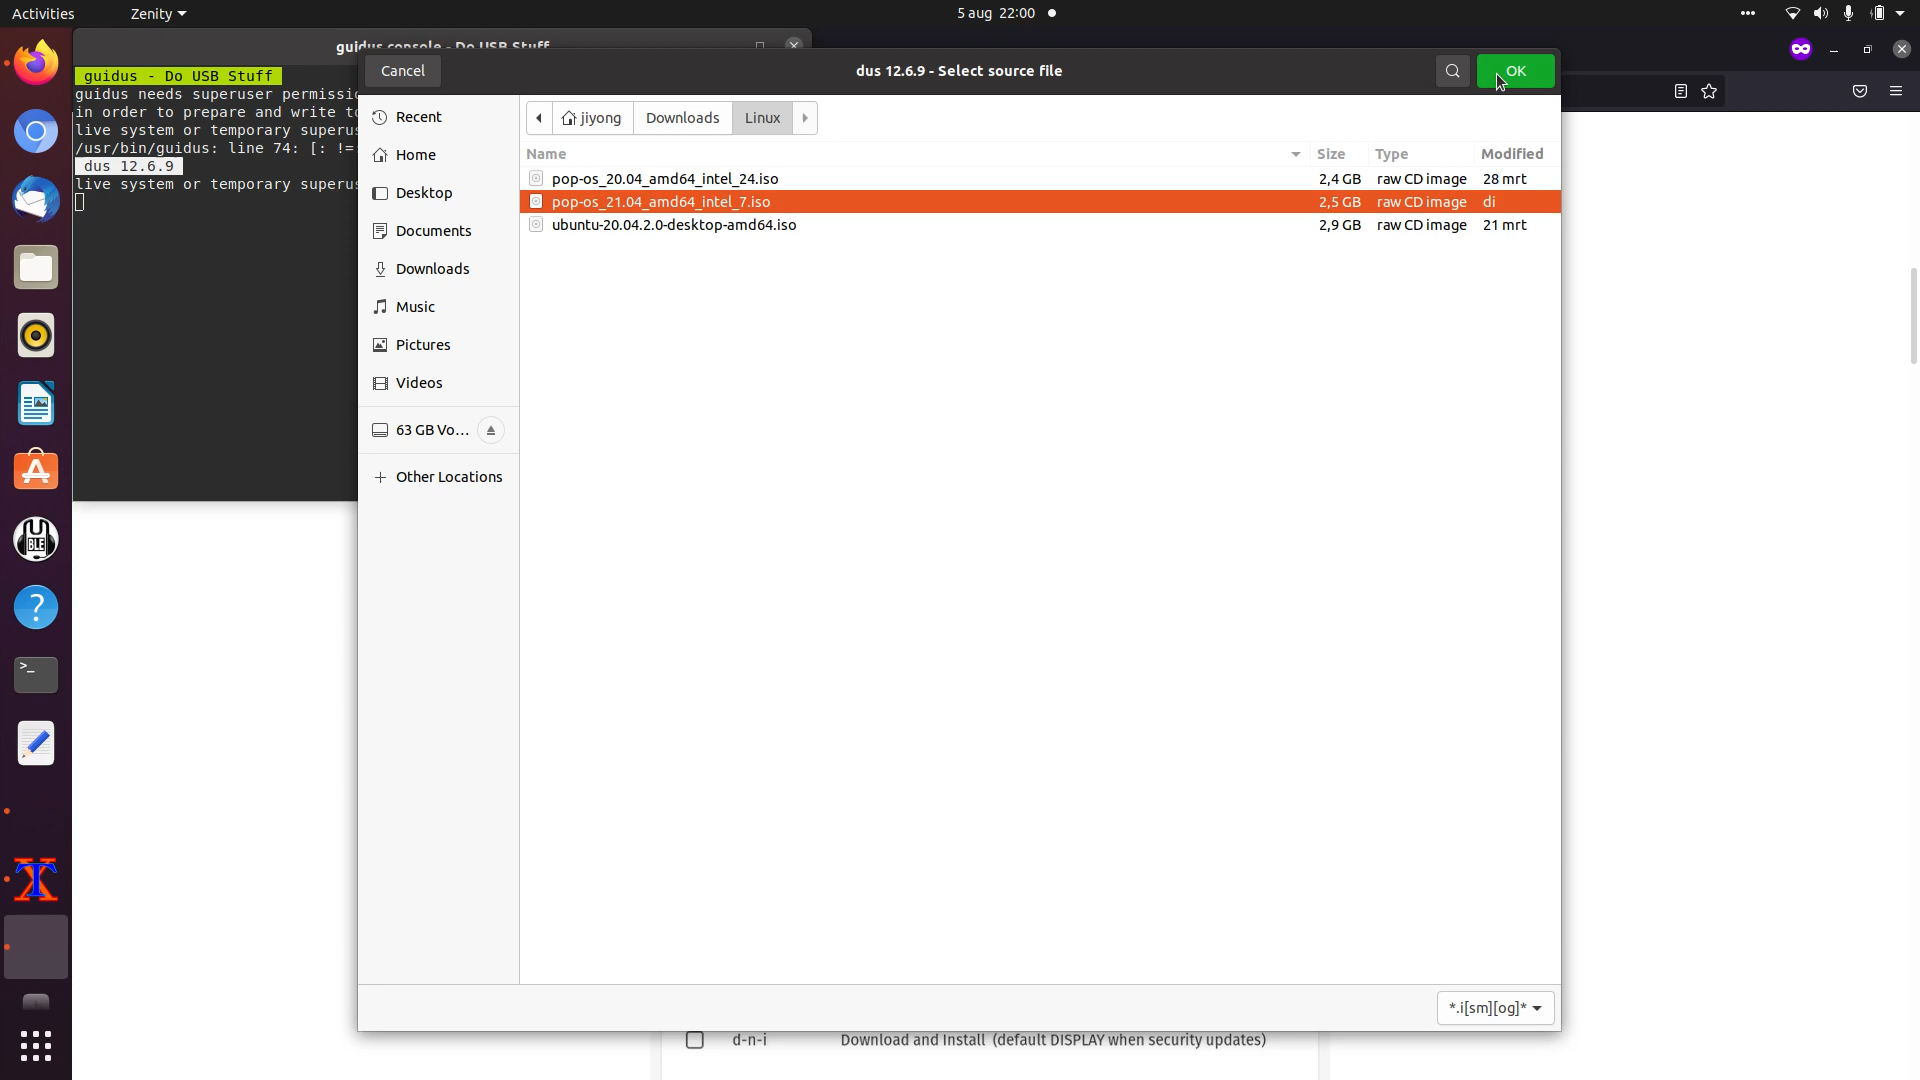 Activities
Zenity
5 aug 22:00
guidus console - Do USB Stuff
guidus - Do USB Stuff
guidus needs superuser permissi
in order to prepare and write t
live system or temporary superu
/usr/bin/guidus: line 74: [: !=
dus 12.6.9
live system or temporary superu
Cancel
dus 12.6.9 - Select source file
OK
Recent
Home
Desktop
Documents
Downloads
Music
Pictures
Videos
63 GB Vo...
Other Locations
jiyong
Downloads
Linux
Name Size Type Modified
pop-os_20.04_amd64_intel_24.iso 2,4 GB raw CD image 28 mrt
pop-os_21.04_amd64_intel_7.iso 2,5 GB raw CD image di
ubuntu-20.04.2.0-desktop-amd64.iso 2,9 GB raw CD image 21 mrt
*.i[sm][og]*
U
BLE
?
>_
A
X
T
d-n-i Download and Install (default DISPLAY when security updates)